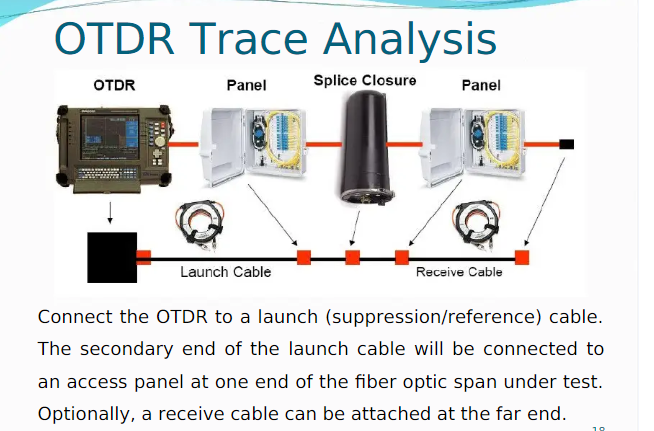 OTDR Trace Analysis
OTDR
Panel
Splice Closure
Panel
Launch Cable
Receive Cable
Connect the OTDR to a launch (suppression/reference) cable.
The secondary end of the launch cable will be connected to
an access panel at one end of the fiber optic span under test.
Optionally, a receive cable can be attached at the far end.